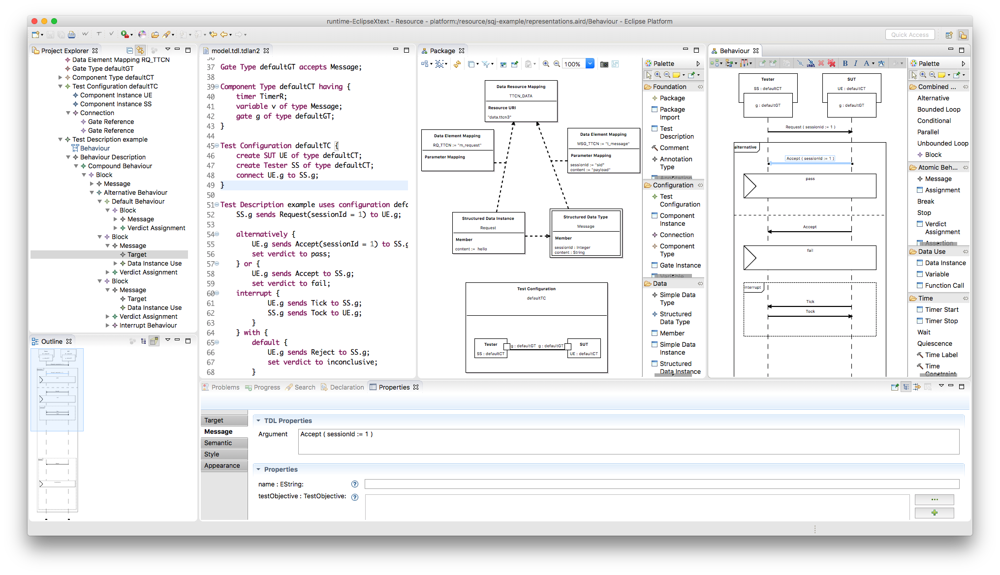 runtime-EclipseXtext - Resource - platform:/resource/sqj-example/representations.aird/Behaviour - Eclipse Platform
Quick Access
Project Explorer
Data Element Mapping RQ_TTCN
Gate Type defaultGT
Component Type defaultCT
Test Configuration defaultTC
Component Instance UE
Component Instance SS
Connection
Gate Reference
Gate Reference
Test Description example
Behaviour
Behaviour Description
Compound Behaviour
Block
Message
Alternative Behaviour
Default Behaviour
Block
Message
Verdict Assignment
Block
Message
Target
Data Instance Use
Verdict Assignment
Block
Message
Target
Data Instance Use
Verdict Assignment
Interrupt Behaviour
Outline
model.tdl.tdlan2
36
37 Gate Type defaultGT accepts Message;
38
39 Component Type defaultCT having {
40 timer TimerR;
41 variable v of type Message;
42 gate g of type defaultGT;
43 }
44
45 Test Configuration defaultTC {
46 create SUT UE of type defaultCT;
47 create Tester SS of type defaultCT;
48 connect UE.g to SS.g;
49 }
50
51 Test Description example uses configuration defa
52 SS.g sends Request(sessionId = 1) to UE.g;
53
54 alternatively {
55 UE.g sends Accept(sessionId = 1) to SS.g
56 set verdict to pass;
57 } or {
58 UE.g sends Accept to SS.g;
59 set verdict to fail;
60 interrupt {
61 UE.g sends Tick to SS.g;
62 SS.g sends Tock to UE.g;
63 }
64 } with {
65 default {
66 UE.g sends Reject to SS.g;
67 set verdict to inconclusive;
68 }
Package
100%
Data Resource Mapping
TTCN_DATA
Resource URI
"data.ttcn3"
Data Element Mapping
RQ_TTCN := "m_request"
Parameter Mapping
Data Element Mapping
MSG_TTCN := "t_message"
Parameter Mapping
sessionId := "sid"
content := "payload"
Structured Data Instance
Request
Member
content := hello
Structured Data Type
Message
Member
sessionId : Integer
content : String
Test Configuration
defaultTC
Tester
SS : defaultCT
g : defaultGT g : defaultGT
SUT
UE : defaultCT
Palette
Foundation
Package
Package
Import
Test
Description
Comment
Annotation
Type
Annotation
Configuration
Test
Configuration
Component
Instance
Connection
Component
Type
Gate Instance
Variable
Data
Simple Data
Type
Structured
Data Type
Member
Simple Data
Instance
Structured
Data Instance
Behaviour
LABEL
B I A A
Tester
SS : defaultCT
g : defaultGT
SUT
UE : defaultCT
g : defaultGT
Request ( sessionId := 1 )
alternative
Accept ( sessionId := 1 )
pass
Accept
fail
interrupt
Tick
Tock
Palette
Combined ...
Alternative
Bounded Loop
Conditional
Parallel
Unbounded Loop
Block
Atomic Beh...
Message
Assignment
Break
Stop
Verdict
Assignment
Assertion
Data Use
Data Instance
Variable
Function Call
Time
Timer Start
Timer Stop
Wait
Quiescence
Time Label
Time
Constraint
Problems
Progress
Search
Declaration
Properties
Target
Message
Semantic
Style
Appearance
TDL Properties
Argument
Accept ( sessionId := 1 )
Properties
name : EString:
testObjective : TestObjective: